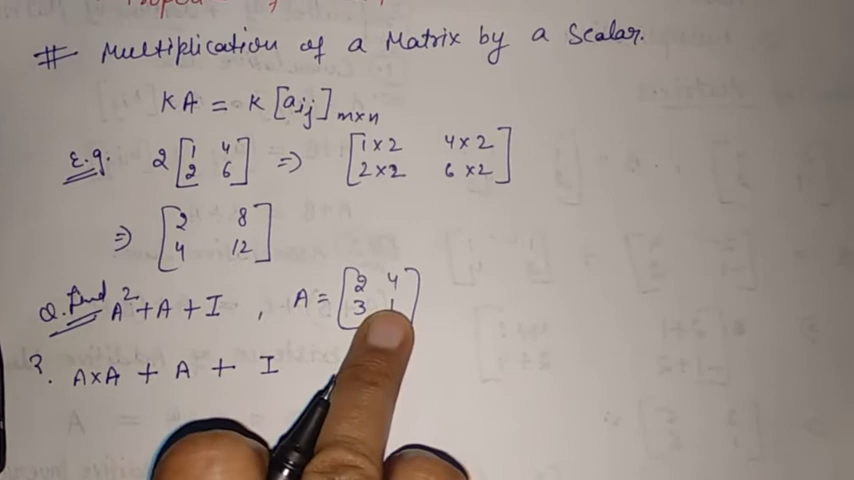 # Multiplication of a Matrix by a Scalar.
KA = K [aij]m×n
E.g: 2 [1 4 ⇒ [1×2 4×2
2 6] 2×2 6×2]
⇒ [2 8
4 12]
Q. Find A²+A+I , A = [2 4
3 1]
?. A×A + A + I